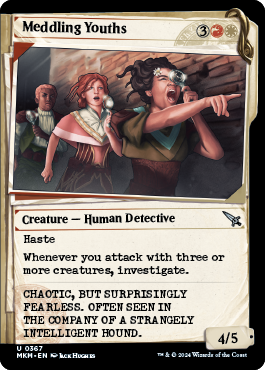 Meddling Youths 3
Creature — Human Detective
Haste
Whenever you attack with three or
more creatures, investigate.
CHAOTIC, BUT SURPRISINGLY
FEARLESS. OFTEN SEEN IN
THE COMPANY OF A STRANGELY
INTELLIGENT HOUND.
4/5
U 0367
MKM • EN Jack Hughes
™ & © 2024 Wizards of the Coast